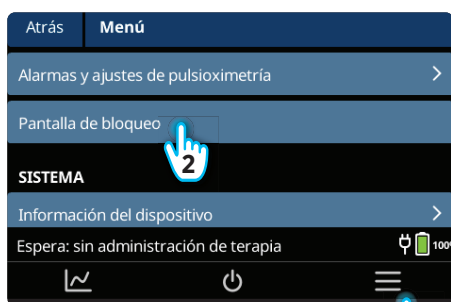 Atrás Menú
Alarmas y ajustes de pulsioximetría
Pantalla de bloqueo
2
SISTEMA
Información del dispositivo
Espera: sin administración de terapia 100%